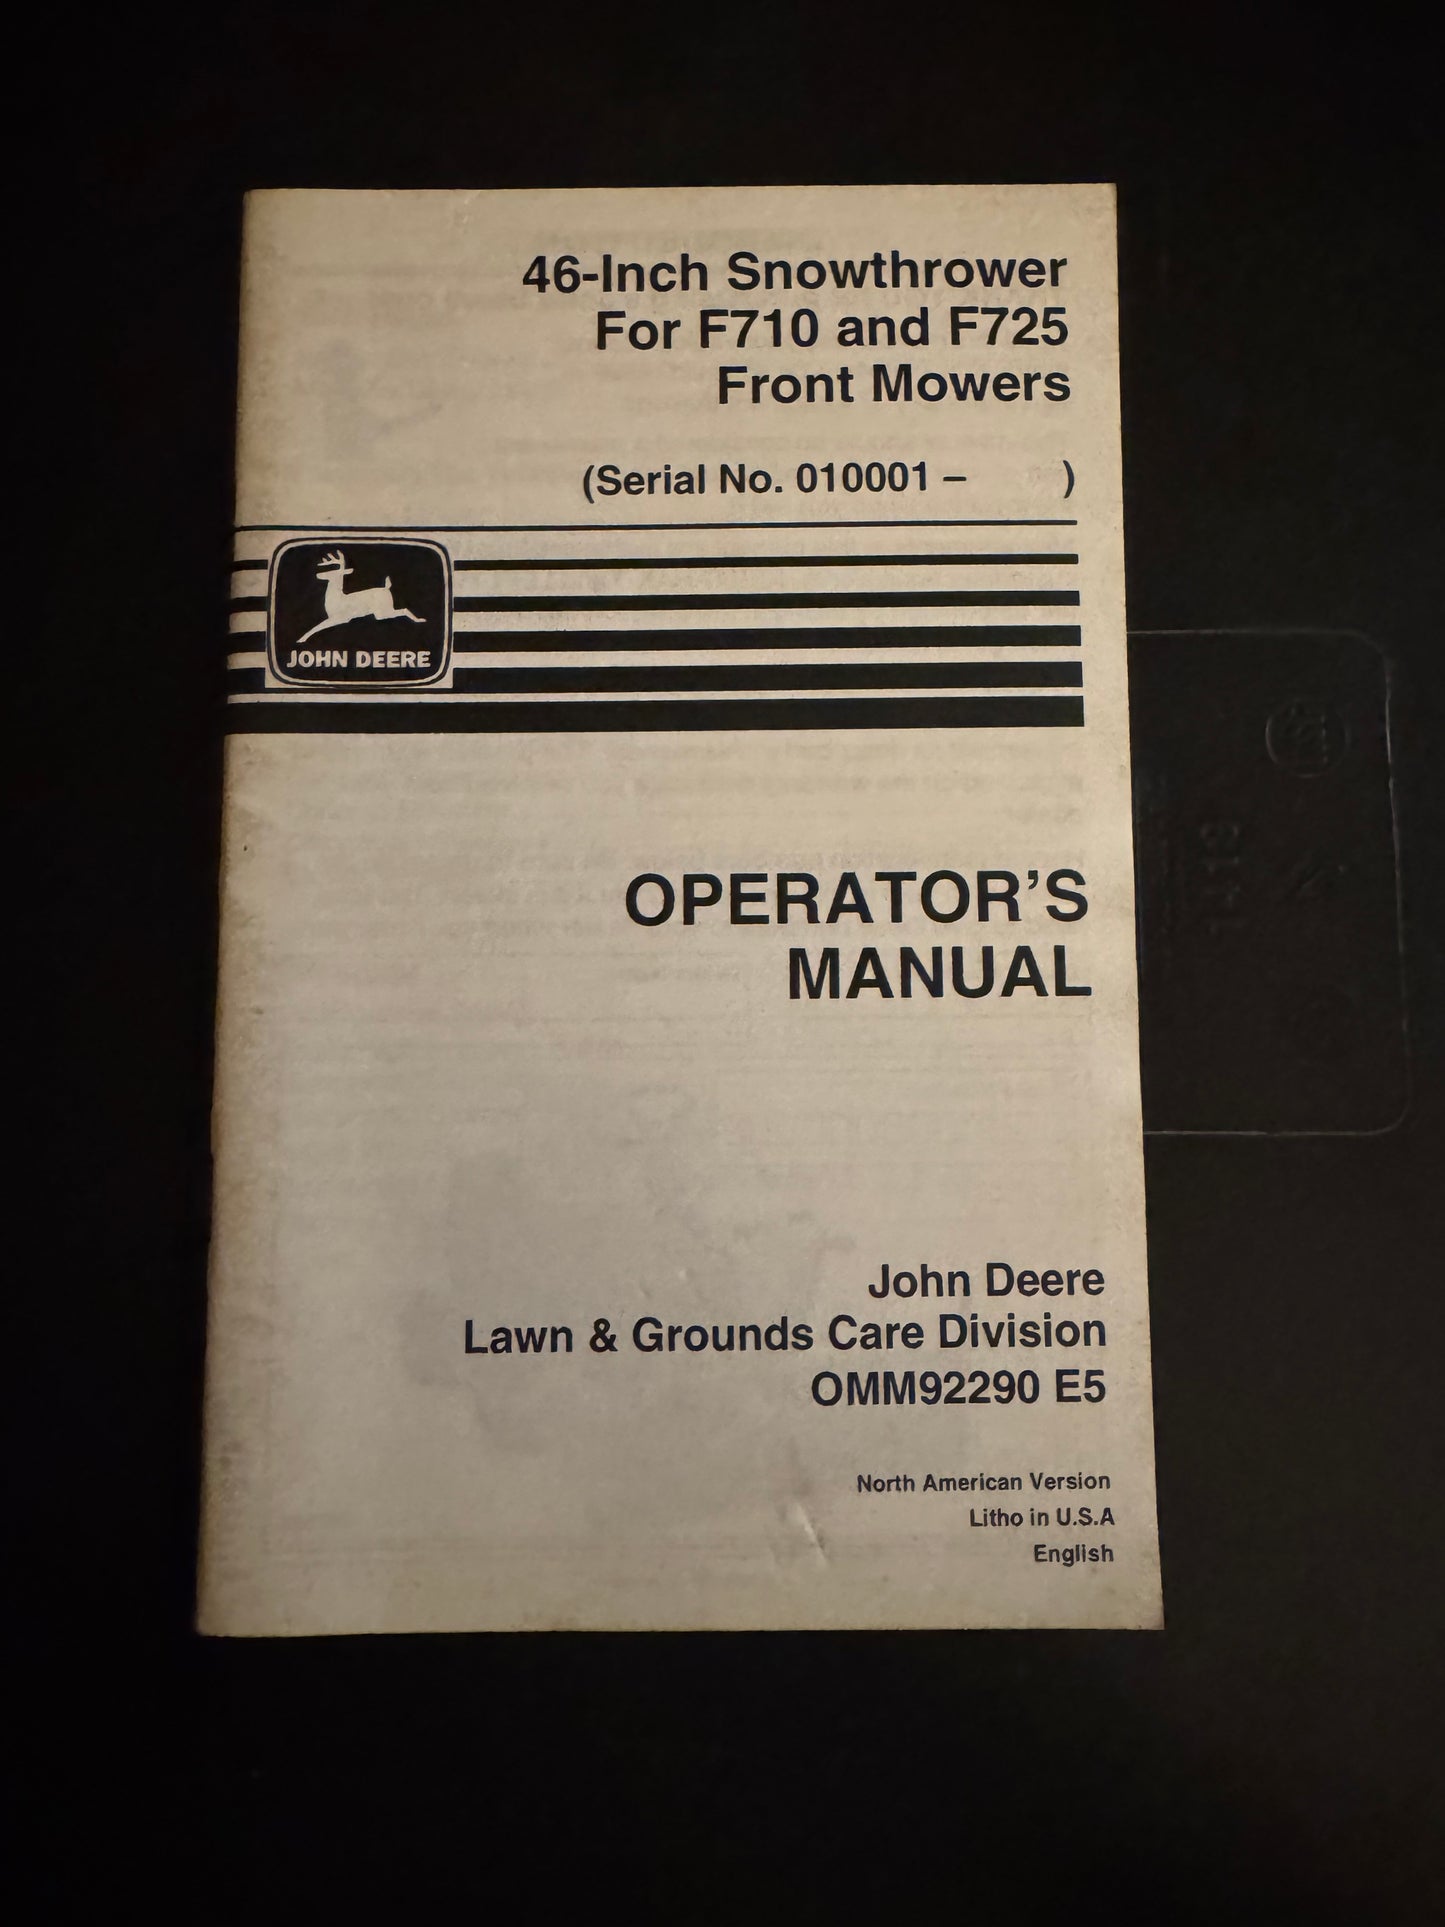 46-Inch Snowthrower
For F710 and F725
Front Mowers
(Serial No. 010001 –        )
JOHN DEERE
OPERATOR'S
MANUAL
John Deere
Lawn & Grounds Care Division
OMM92290 E5
North American Version
Litho in U.S.A
English